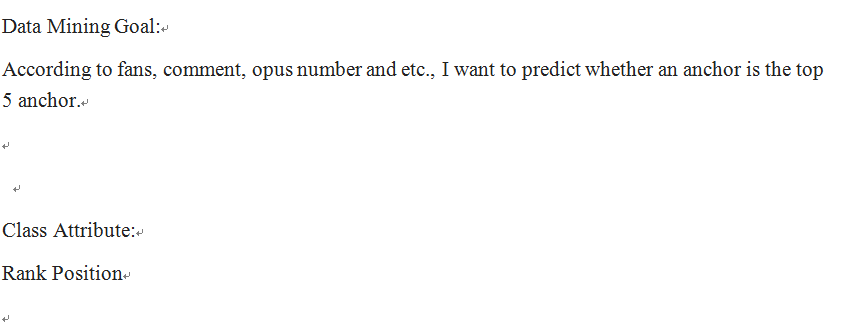 Data Mining Goal:
According to fans, comment, opus number and etc., I want to predict whether an anchor is the top
5 anchor.
Class Attribute:
Rank Position